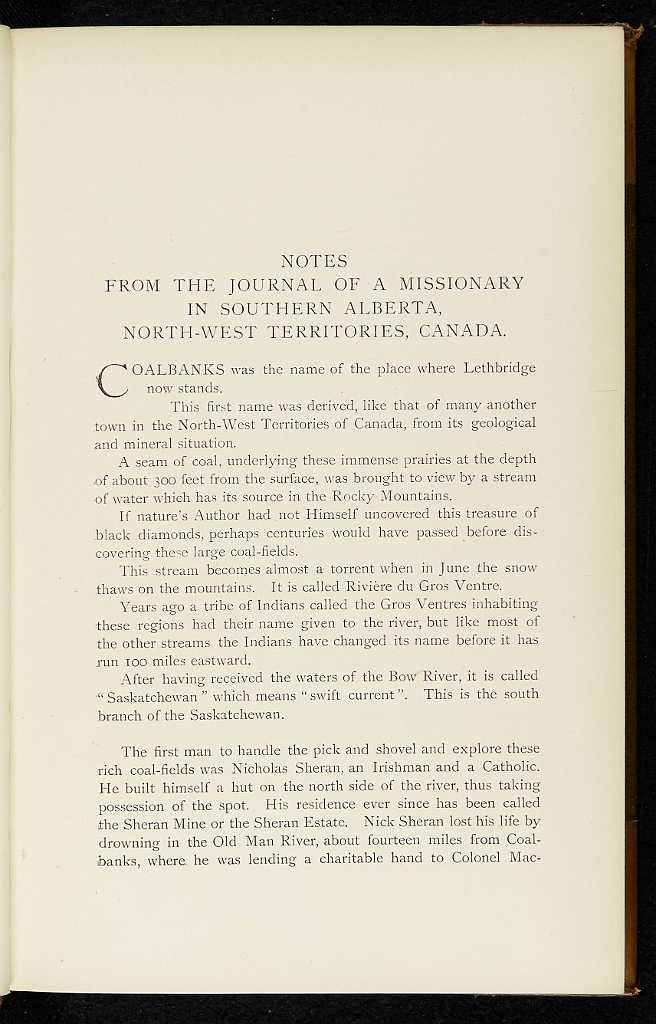 NOTES
FROM THE JOURNAL OF A MISSIONARY
IN SOUTHERN ALBERTA,
NORTH-WEST TERRITORIES, CANADA.
COALBANKS was the name of the place where Lethbridge
now stands.
This first name was derived, like that of many another
town in the North-West Territories of Canada, from its geological
and mineral situation.
A seam of coal, underlying these immense prairies at the depth
of about 300 feet from the surface, was brought to view by a stream
of water which has its source in the Rocky Mountains.
If nature's Author had not Himself uncovered this treasure of
black diamonds, perhaps centuries would have passed before dis-
covering these large coal-fields.
This stream becomes almost a torrent when in June the snow
thaws on the mountains. It is called Rivière du Gros Ventre.
Years ago a tribe of Indians called the Gros Ventres inhabiting
these regions had their name given to the river, but like most of
the other streams the Indians have changed its name before it has
run 100 miles eastward.
After having received the waters of the Bow River, it is called
“Saskatchewan” which means “swift current”. This is the south
branch of the Saskatchewan.
The first man to handle the pick and shovel and explore these
rich coal-fields was Nicholas Sheran, an Irishman and a Catholic.
He built himself a hut on the north side of the river, thus taking
possession of the spot. His residence ever since has been called
the Sheran Mine or the Sheran Estate. Nick Sheran lost his life by
drowning in the Old Man River, about fourteen miles from Coal-
banks, where he was lending a charitable hand to Colonel Mac-